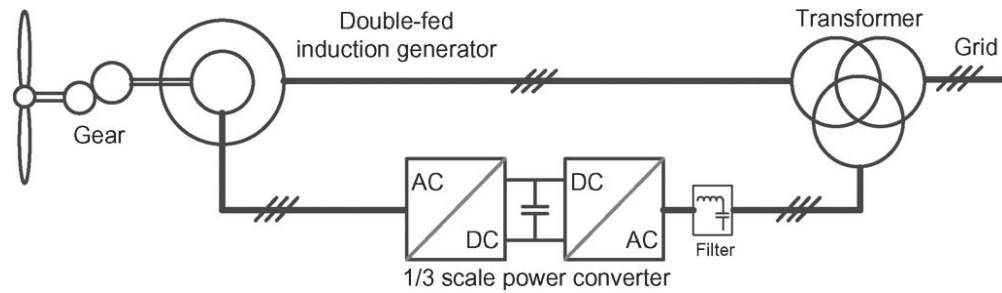 Double-fed
induction generator
Transformer
Grid
Gear
AC
DC
DC
AC
Filter
1/3 scale power converter